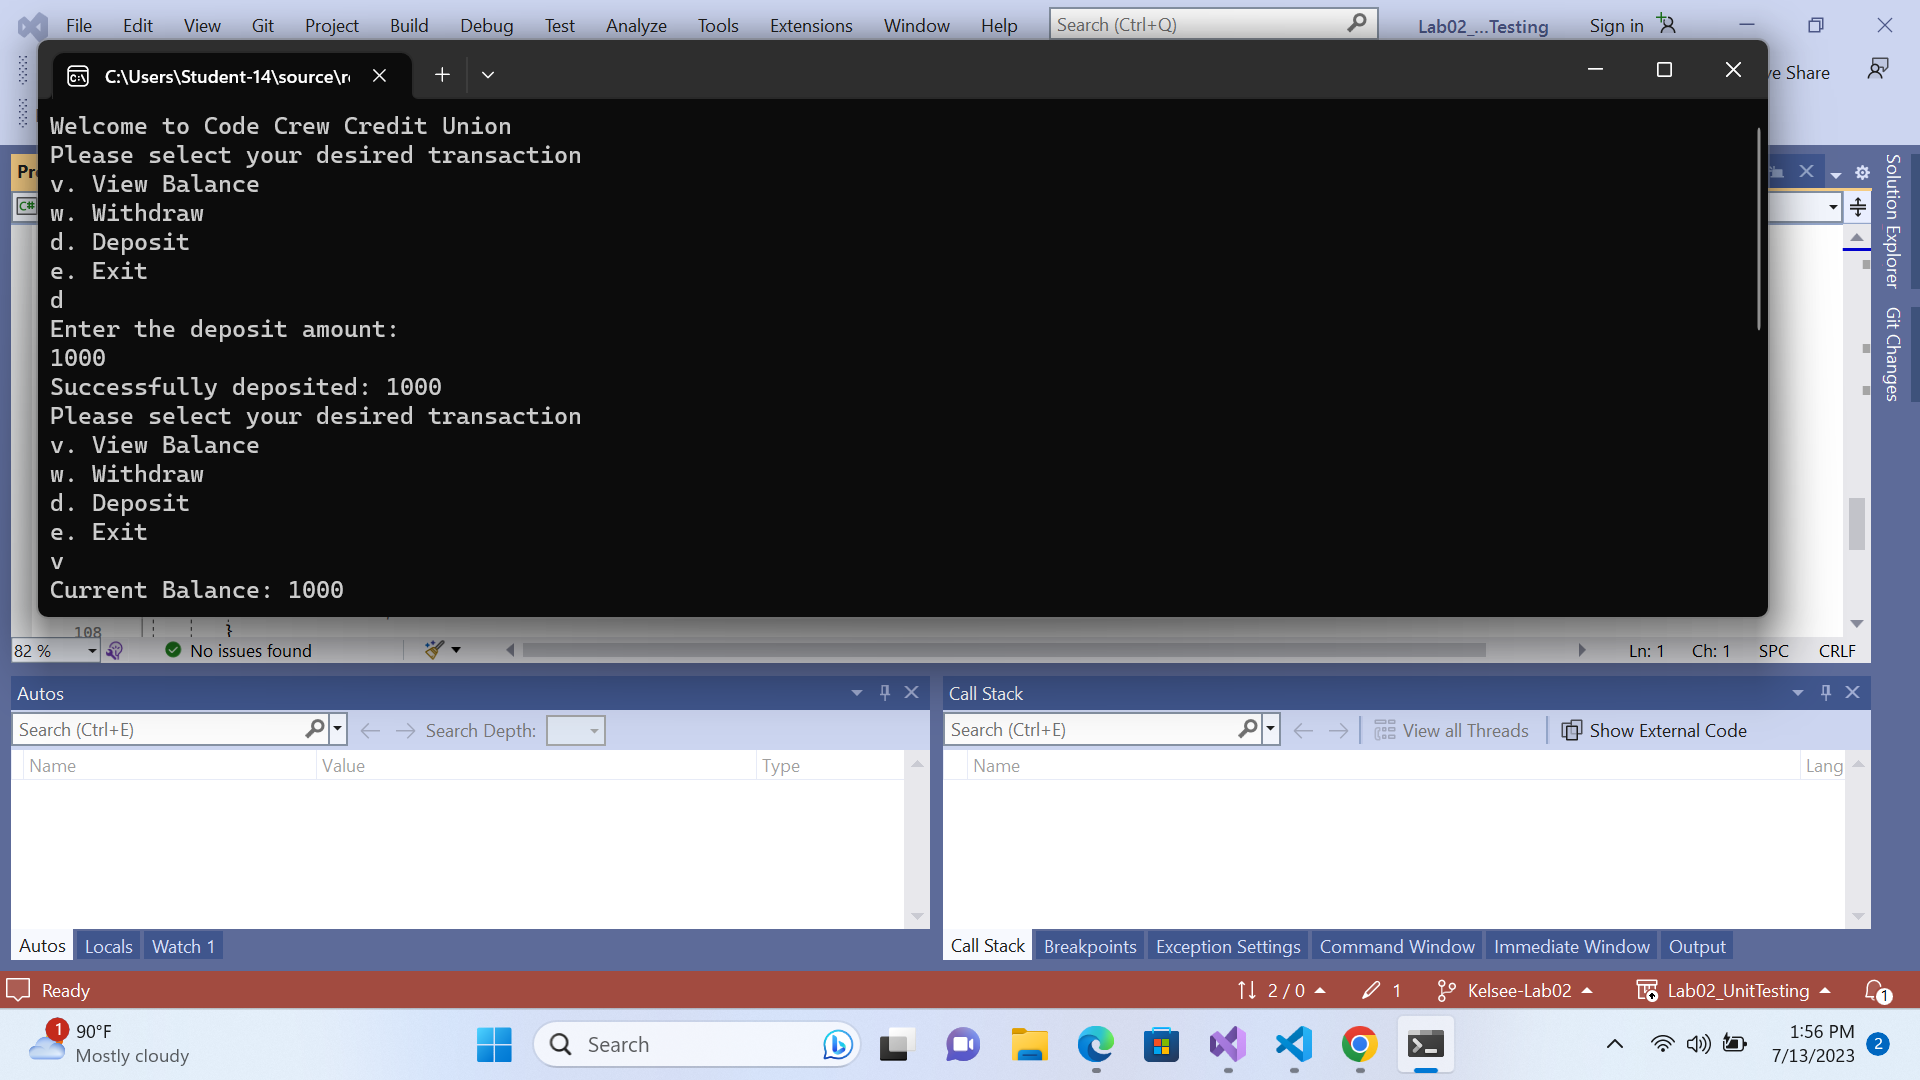 File Edit View Git Project Build Debug Test Analyze Tools Extensions Window Help Search (Ctrl+Q) Lab02_...Testing Sign in
C:\Users\Student-14\source\r
Share
Welcome to Code Crew Credit Union
Please select your desired transaction
v. View Balance
w. Withdraw
d. Deposit
e. Exit
d
Enter the deposit amount:
1000
Successfully deposited: 1000
Please select your desired transaction
v. View Balance
w. Withdraw
d. Deposit
e. Exit
v
Current Balance: 1000
Solution Explorer
Git Changes
C#
108 }
82 % No issues found Ln: 1 Ch: 1 SPC CRLF
Autos
Search (Ctrl+E) Search Depth:
Name Value Type
Autos Locals Watch 1
Call Stack
Search (Ctrl+E) View all Threads Show External Code
Name Lang
Call Stack Breakpoints Exception Settings Command Window Immediate Window Output
Ready 2 / 0 1 Kelsee-Lab02 Lab02_UnitTesting 1
1 90°F
Mostly cloudy
Search
1:56 PM
7/13/2023 2